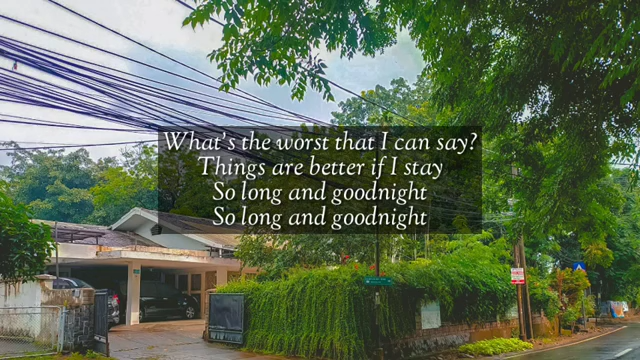 What's the worst that I can say?
Things are better if I stay
So long and goodnight
So long and goodnight